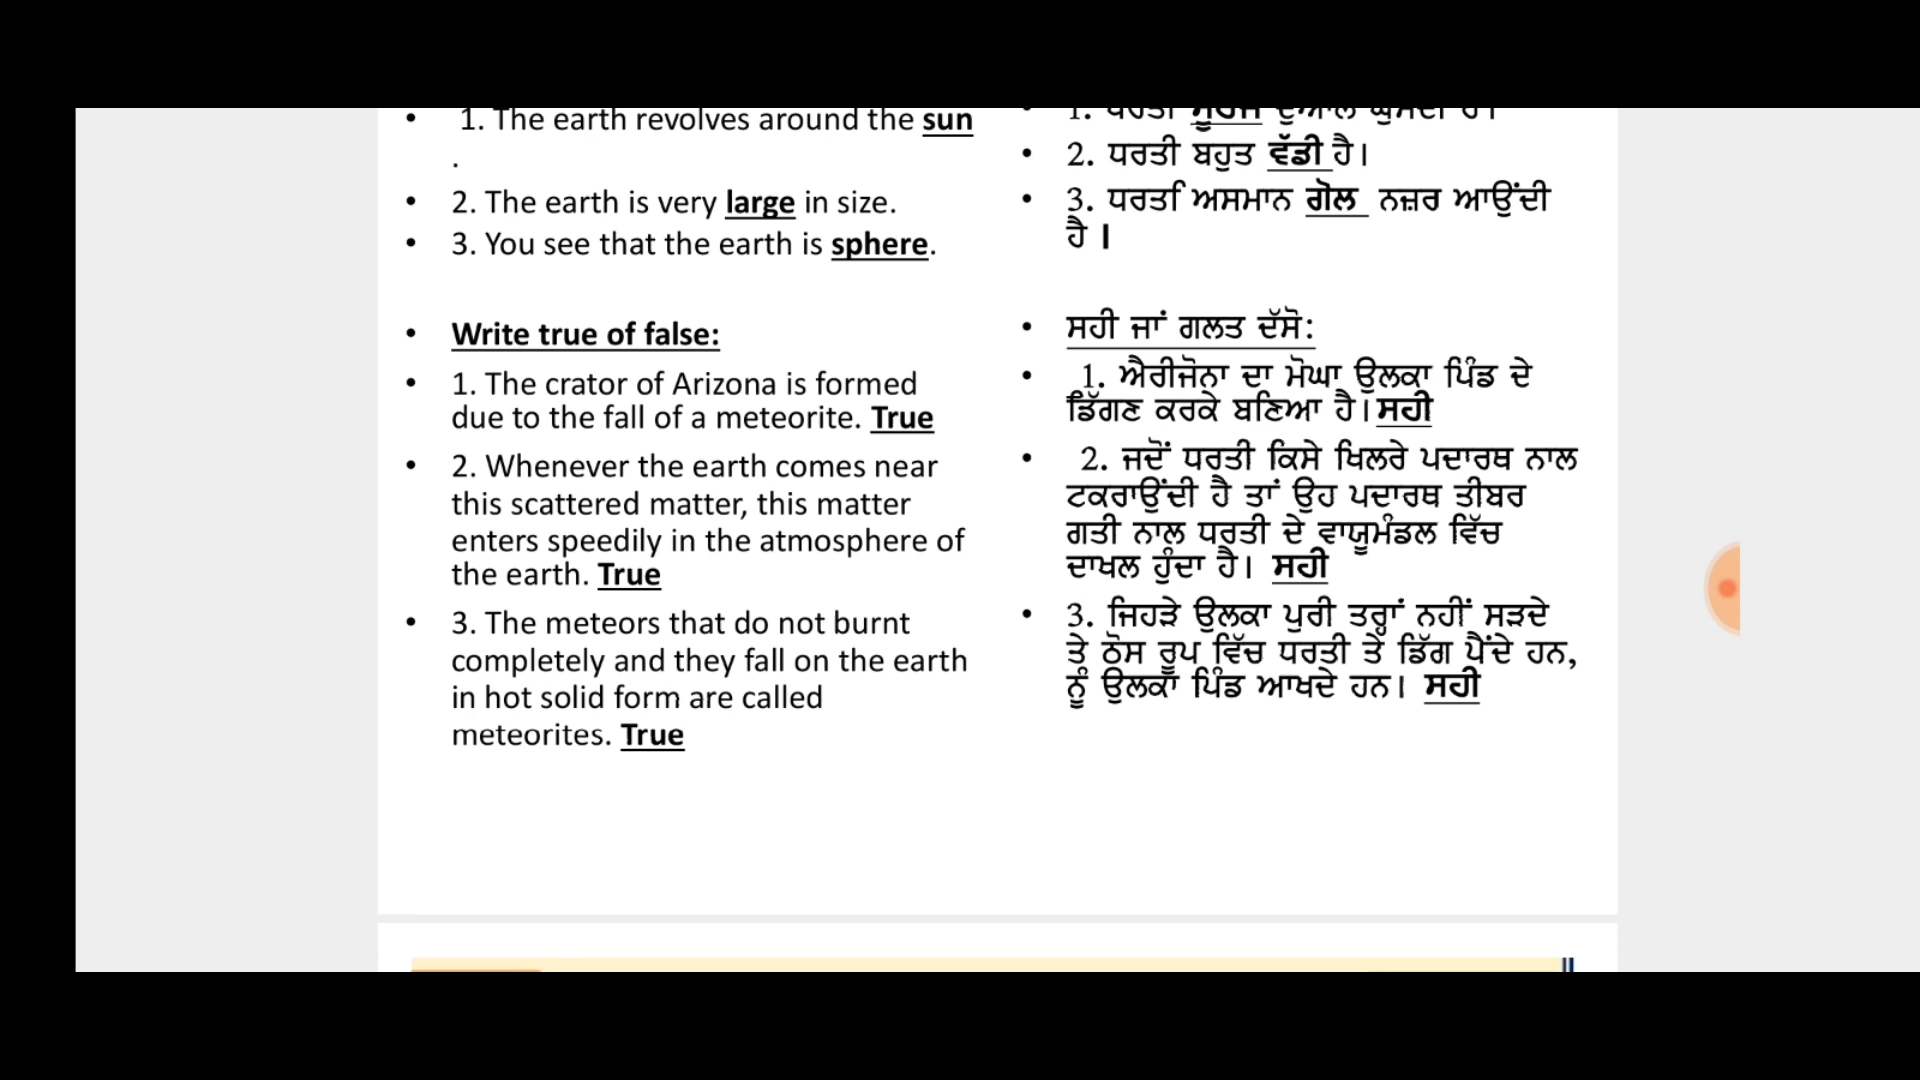 • 1. The earth revolves around the sun
.
• 2. The earth is very large in size.
• 3. You see that the earth is sphere.
• Write true of false:
• 1. The crator of Arizona is formed
due to the fall of a meteorite. True
• 2. Whenever the earth comes near
this scattered matter, this matter
enters speedily in the atmosphere of
the earth. True
• 3. The meteors that do not burnt
completely and they fall on the earth
in hot solid form are called
meteorites. True
• 1. ਧਰਤੀ ਸੂਰਜ ਦੁਆਲੇ ਘੁੰਮਦੀ ਹੈ।
• 2. ਧਰਤੀ ਬਹੁਤ ਵੱਡੀ ਹੈ।
• 3. ਧਰਤਿ ਅਸਮਾਨ ਗੋਲ ਨਜ਼ਰ ਆਉਂਦੀ
ਹੈ I
• ਸਹੀ ਜਾਂ ਗਲਤ ਦੱਸੋ:
• 1. ਐਰੀਜੋਨਾ ਦਾ ਮੋਘਾ ਉਲਕਾ ਪਿੰਡ ਦੇ
ਡਿੱਗਣ ਕਰਕੇ ਬਣਿਆ ਹੈ। ਸਹੀ
• 2. ਜਦੋਂ ਧਰਤੀ ਕਿਸੇ ਖਿਲਰੇ ਪਦਾਰਥ ਨਾਲ
ਟਕਰਾਉਂਦੀ ਹੈ ਤਾਂ ਉਹ ਪਦਾਰਥ ਤੀਬਰ
ਗਤੀ ਨਾਲ ਧਰਤੀ ਦੇ ਵਾਯੂਮੰਡਲ ਵਿੱਚ
ਦਾਖਲ ਹੁੰਦਾ ਹੈ। ਸਹੀ
• 3. ਜਿਹੜੇ ਉਲਕਾ ਪੁਰੀ ਤਰ੍ਹਾਂ ਨਹੀਂ ਸੜਦੇ
ਤੇ ਠੋਸ ਰੂਪ ਵਿੱਚ ਧਰਤੀ ਤੇ ਡਿੱਗ ਪੈਂਦੇ ਹਨ,
ਨੂੰ ਉਲਕਾ ਪਿੰਡ ਆਖਦੇ ਹਨ। ਸਹੀ